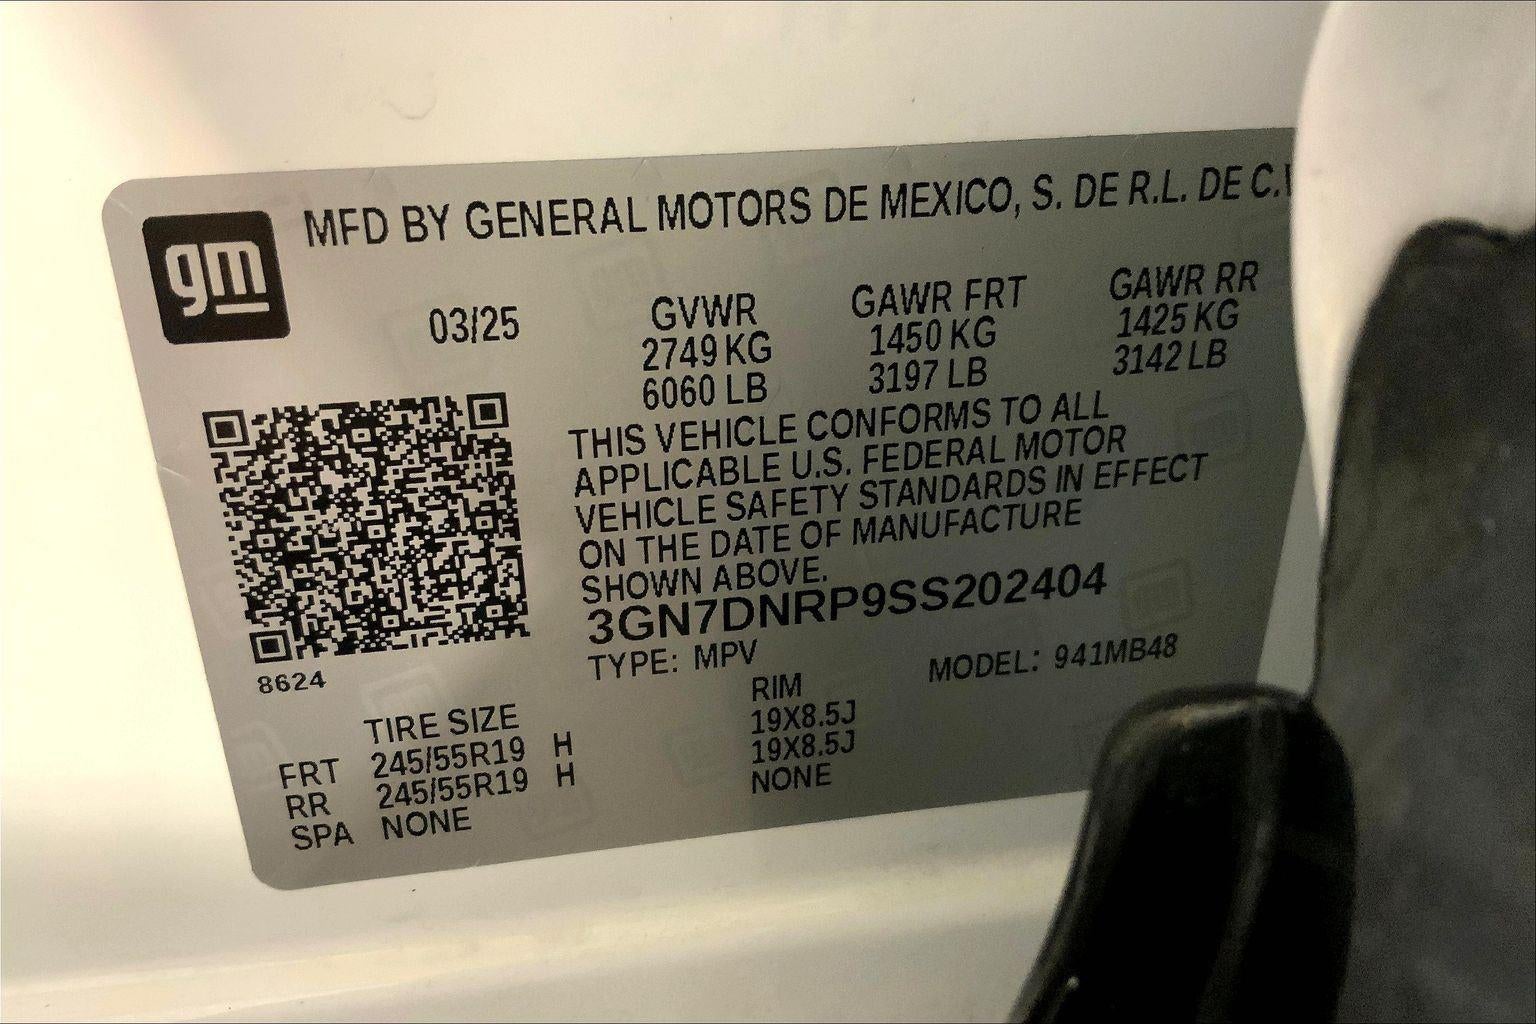 gm
MFD BY GENERAL MOTORS DE MEXICO, S. DE R.L. DE C.
03/25
GVWR GAWR FRT GAWR RR
2749 KG 1450 KG 1425 KG
6060 LB 3197 LB 3142 LB
THIS VEHICLE CONFORMS TO ALL
APPLICABLE U.S. FEDERAL MOTOR
VEHICLE SAFETY STANDARDS IN EFFECT
ON THE DATE OF MANUFACTURE
SHOWN ABOVE.
3GN7DNRP9SS202404
TYPE: MPV MODEL: 941MB48
8624
TIRE SIZE RIM
FRT 245/55R19 H 19X8.5J
RR 245/55R19 H 19X8.5J
SPA NONE NONE